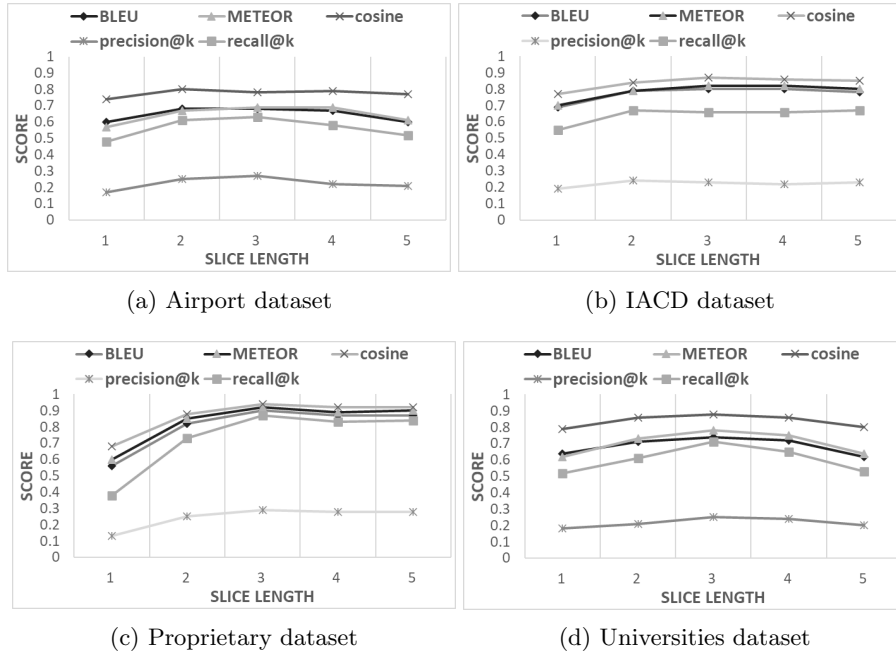 BLEU METEOR cosine
precision@k recall@k
1
0.9
0.8
0.7
0.6
0.5
0.4
0.3
0.2
0.1
0
SCORE
1 2 3 4 5
SLICE LENGTH
(a) Airport dataset
BLEU METEOR cosine
precision@k recall@k
1
0.9
0.8
0.7
0.6
0.5
0.4
0.3
0.2
0.1
0
SCORE
1 2 3 4 5
SLICE LENGTH
(b) IACD dataset
BLEU METEOR cosine
precision@k recall@k
1
0.9
0.8
0.7
0.6
0.5
0.4
0.3
0.2
0.1
0
SCORE
1 2 3 4 5
SLICE LENGTH
(c) Proprietary dataset
BLEU METEOR cosine
precision@k recall@k
1
0.9
0.8
0.7
0.6
0.5
0.4
0.3
0.2
0.1
0
SCORE
1 2 3 4 5
SLICE LENGTH
(d) Universities dataset